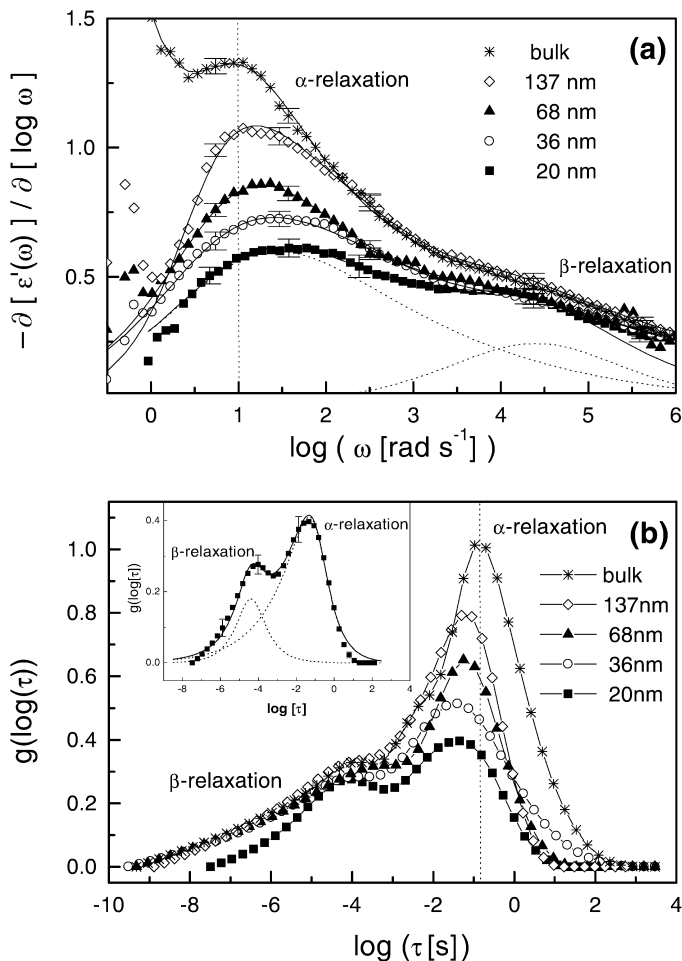 1.5
1.0
0.5
−∂ [ ε'(ω) ] / ∂ [ log ω ]
(a)
bulk
137 nm
68 nm
36 nm
20 nm
α-relaxation
β-relaxation
0 1 2 3 4 5 6
log ( ω [rad s⁻¹] )
1.0
0.8
0.6
0.4
0.2
0.0
g(log(τ))
(b)
α-relaxation
bulk
137nm
68nm
36nm
20nm
β-relaxation
0.4
0.2
0.0
g(log[τ])
α-relaxation
β-relaxation
-8 -6 -4 -2 0 2 4
log [τ]
-10 -8 -6 -4 -2 0 2 4
log (τ[s])